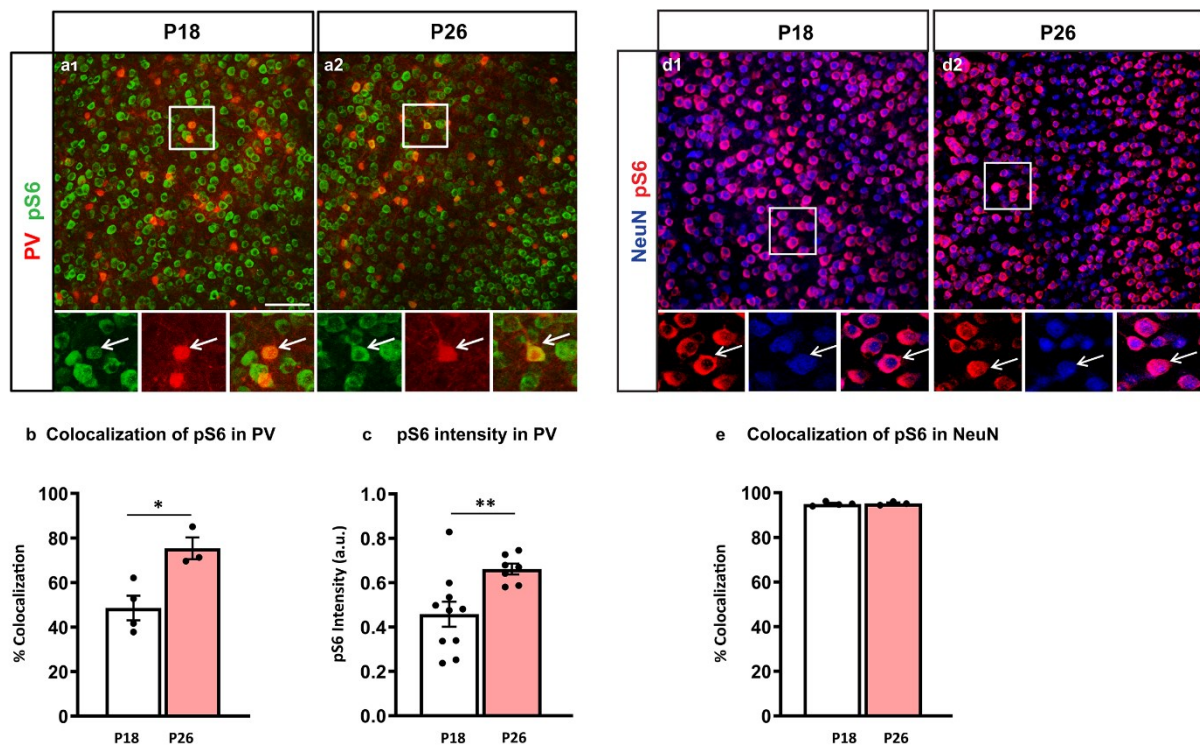 P18 P26
P18 P26
PV pS6
a1
a2
NeuN pS6
d1
d2
b Colocalization of pS6 in PV
% Colocalization
100
80
60
40
20
0
*
P18 P26
c pS6 intensity in PV
pS6 Intensity (a.u.)
1.0
0.8
0.6
0.4
0.2
0.0
**
P18 P26
e Colocalization of pS6 in NeuN
% Colocalization
100
80
60
40
20
0
P18 P26